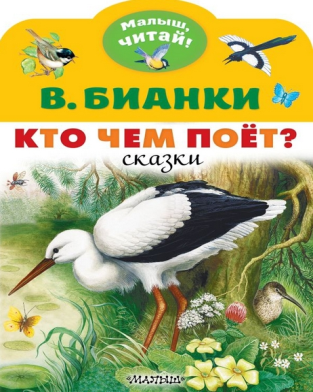 Малыш,
читай!
В. БИАНКИ
КТО ЧЕМ ПОЁТ?
сказки
МАЛЫШ